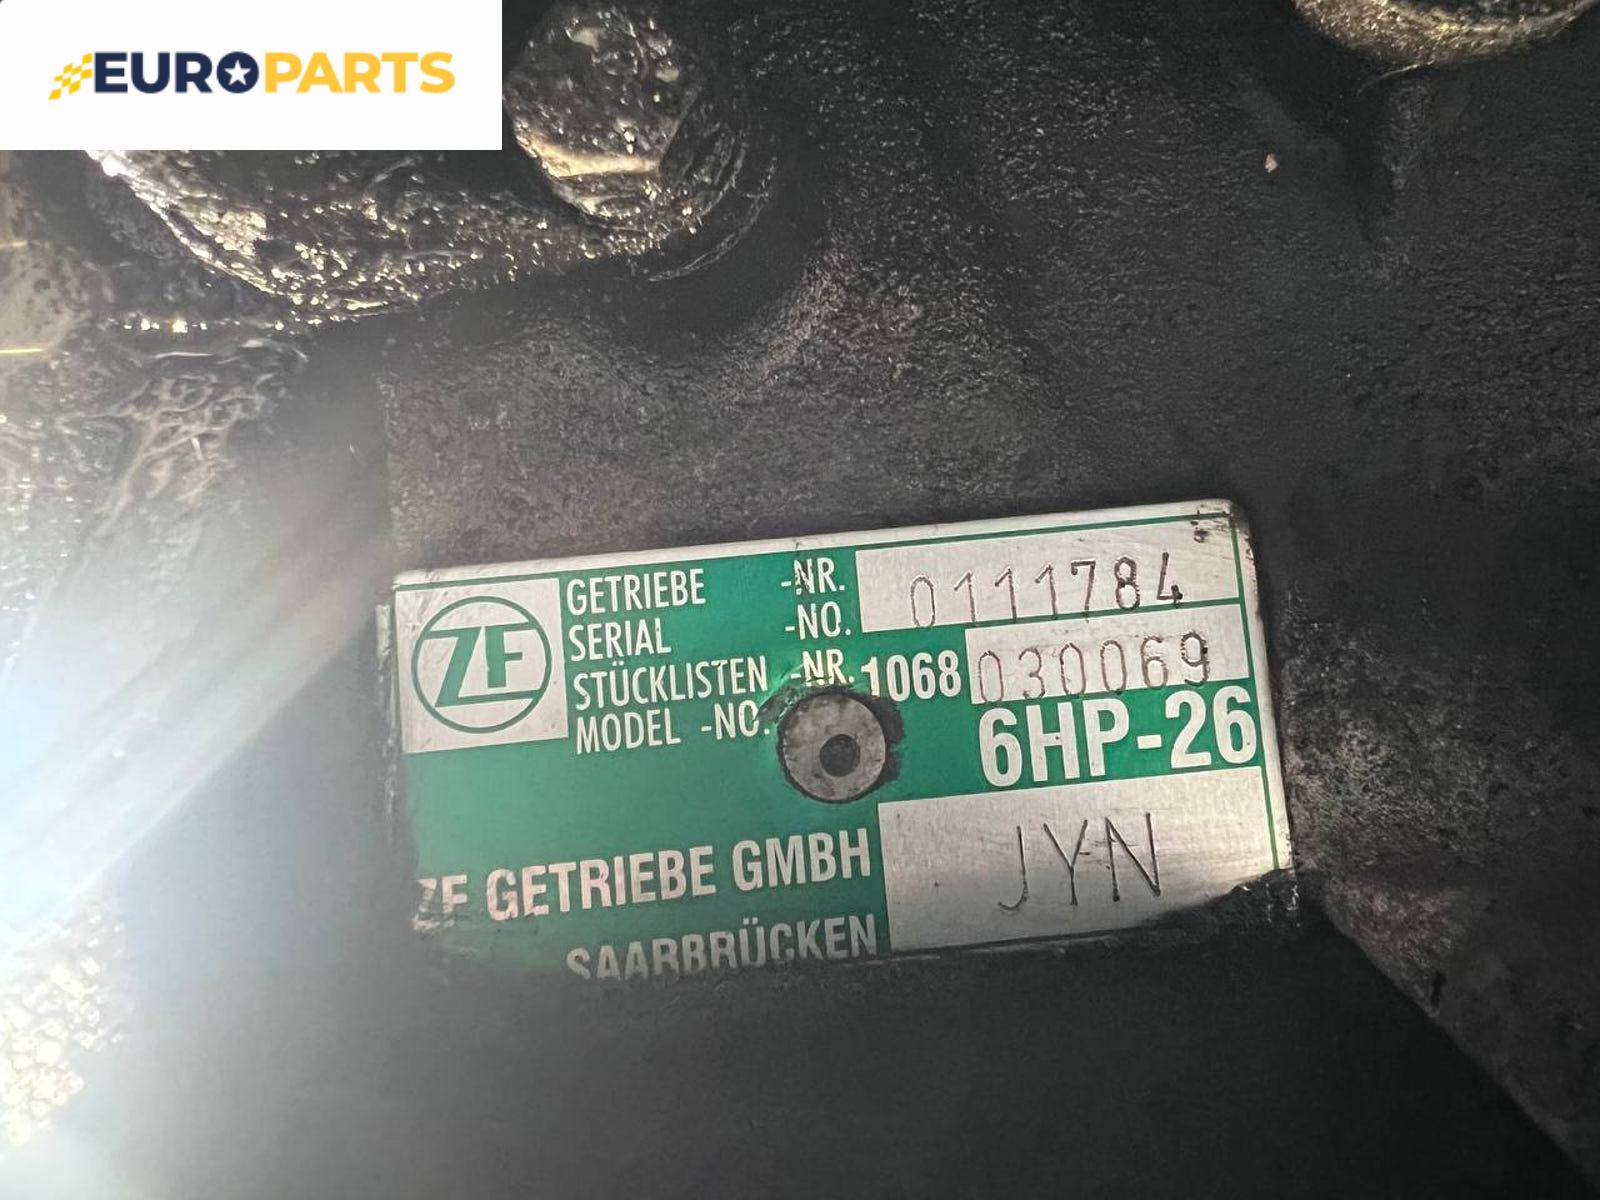 EUROPARTS
ZF
GETRIEBE -NR. 0111784
SERIAL -NO.
STÜCKLISTEN -NR. 1068 030069
MODEL -NO.
6HP-26
JYN
ZF GETRIEBE GMBH
SAARBRÜCKEN